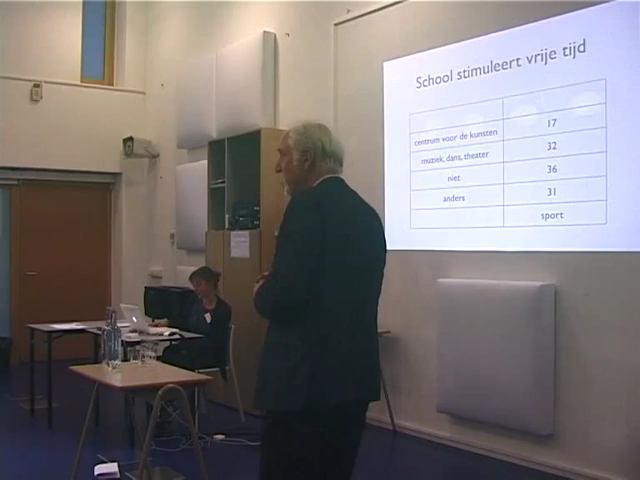 School stimuleert vrije tijd
centrum voor de kunsten 17
muziek, dans, theater 32
niet 36
anders 31
sport